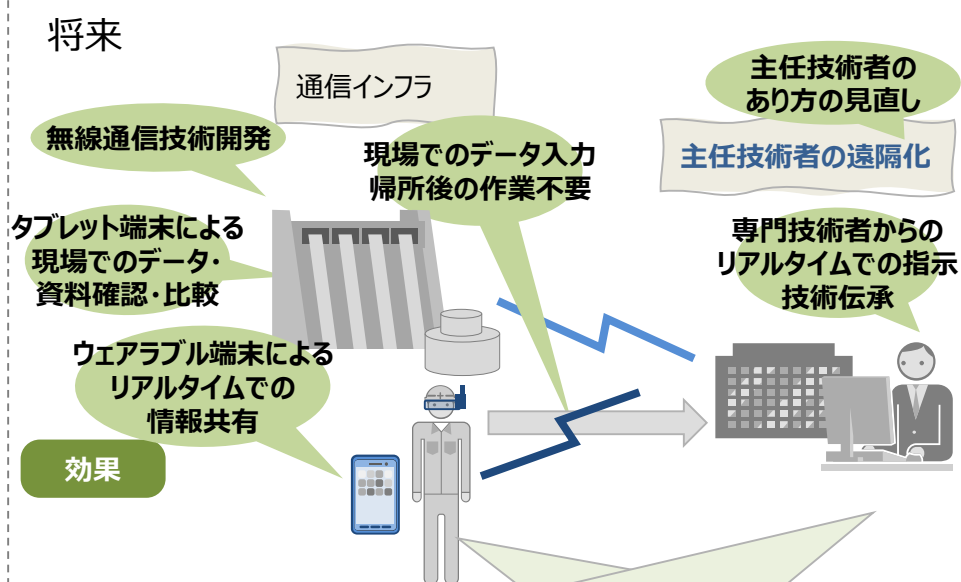 将来
通信インフラ
主任技術者の
あり方の見直し
無線通信技術開発
現場でのデータ入力
帰所後の作業不要
主任技術者の遠隔化
タブレット端末による
現場でのデータ・
資料確認・比較
専門技術者からの
リアルタイムでの指示
技術伝承
ウェアラブル端末による
リアルタイムでの
情報共有
効果